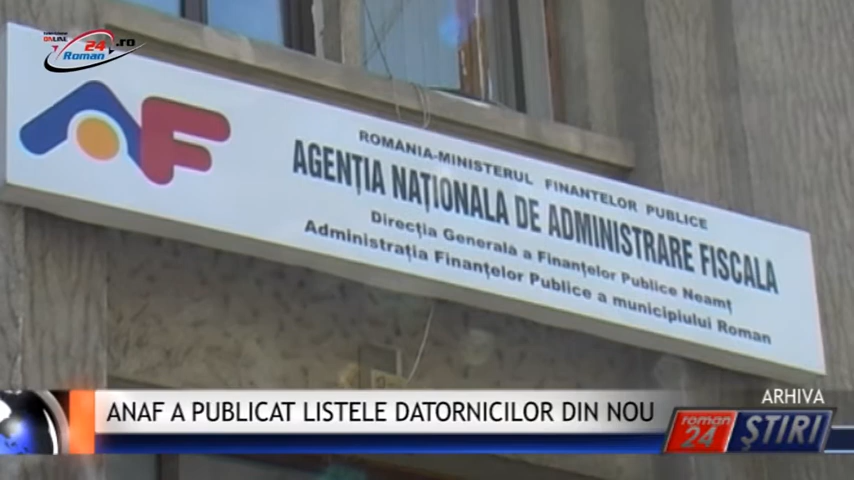 Televiziunea
ONLINE
Roman 24.ro
AF
ROMANIA-MINISTERUL FINANTELOR PUBLICE
AGENȚIA NAȚIONALA DE ADMINISTRARE FISCALA
Direcția Generală a Finanțelor Publice Neamț
Administrația Finanțelor Publice a municipiului Roman
ARHIVA
ANAF A PUBLICAT LISTELE DATORNICILOR DIN NOU
roman
24
ȘTIRI